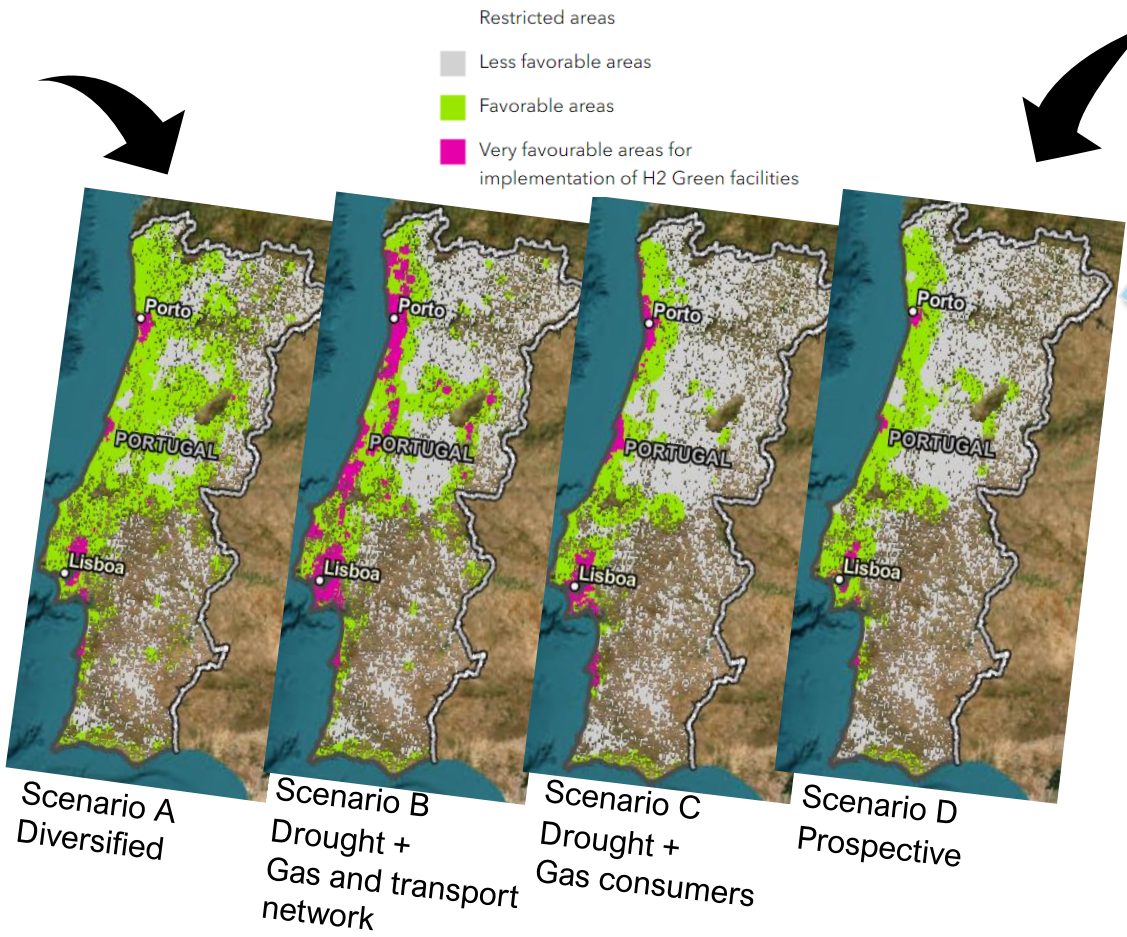 Restricted areas
Less favorable areas
Favorable areas
Very favourable areas for
implementation of H2 Green facilities
Porto
PORTUGAL
Lisboa
Porto
PORTUGAL
Lisboa
Porto
PORTUGAL
Lisboa
Porto
PORTUGAL
Lisboa
Scenario A
Diversified
Scenario B
Drought +
Gas and transport
network
Scenario C
Drought +
Gas consumers
Scenario D
Prospective